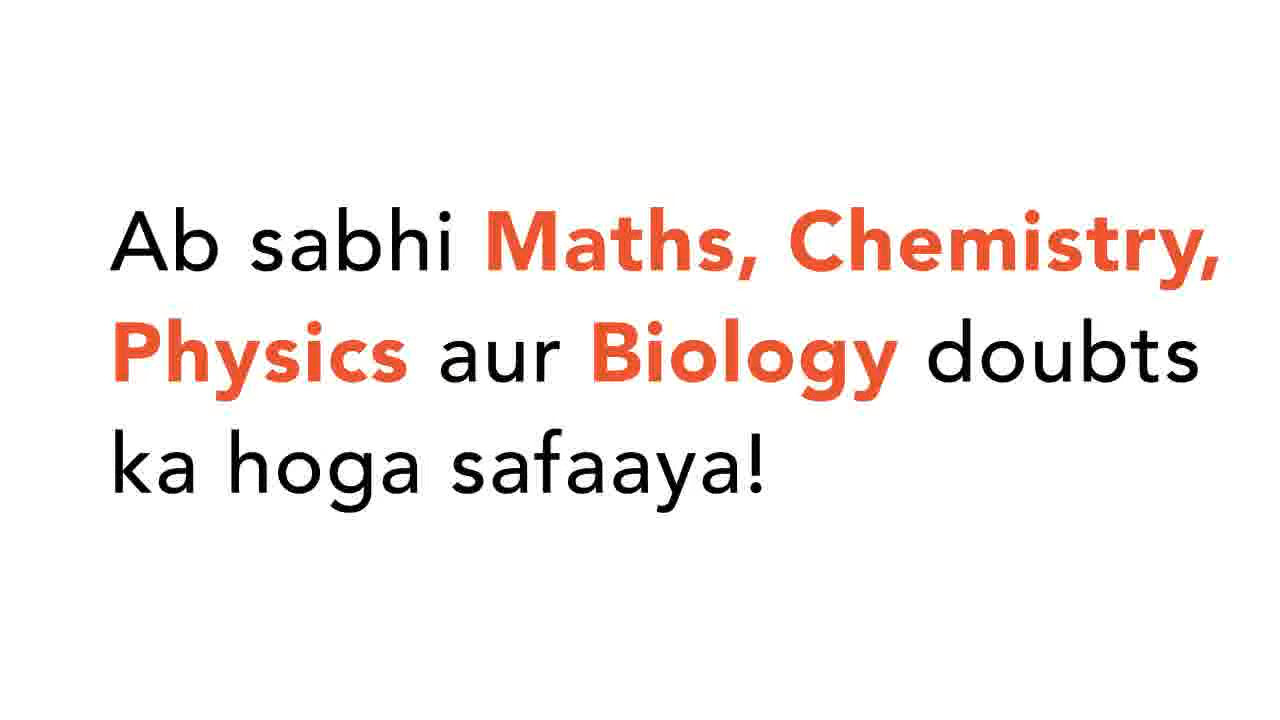 Ab sabhi Maths, Chemistry,
Physics aur Biology doubts
ka hoga safaaya!